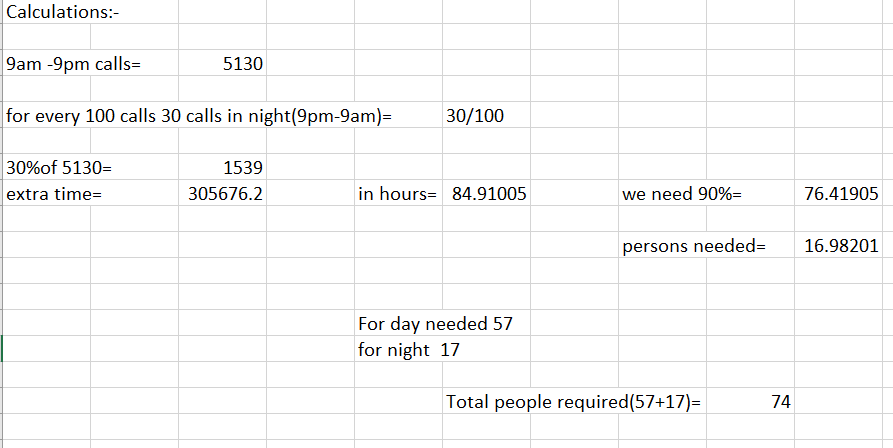 Calculations:-
9am -9pm calls= 5130
for every 100 calls 30 calls in night(9pm-9am)= 30/100
30%of 5130= 1539
extra time= 305676.2 in hours= 84.91005 we need 90%= 76.41905
persons needed= 16.98201
For day needed 57
for night  17
Total people required(57+17)= 74